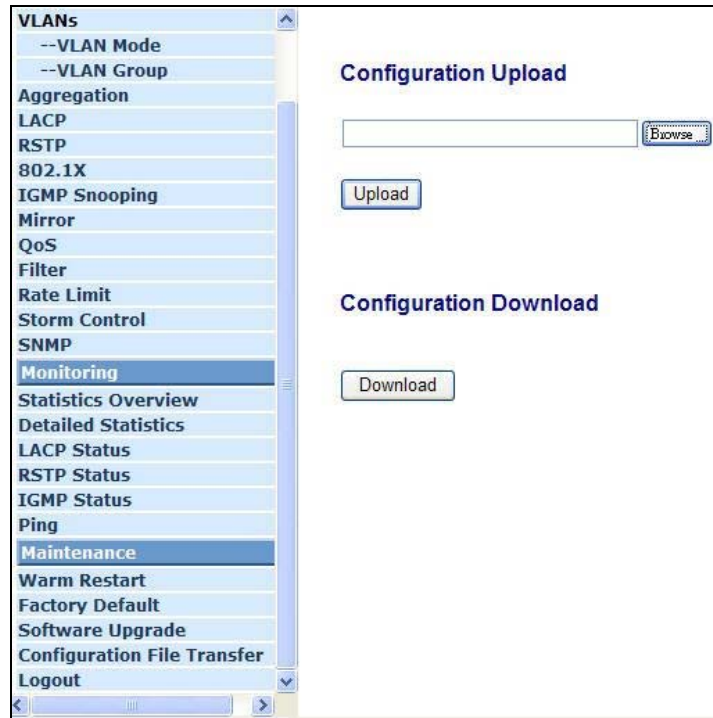 VLANs
--VLAN Mode
--VLAN Group
Aggregation
LACP
RSTP
802.1X
IGMP Snooping
Mirror
QoS
Filter
Rate Limit
Storm Control
SNMP
Monitoring
Statistics Overview
Detailed Statistics
LACP Status
RSTP Status
IGMP Status
Ping
Maintenance
Warm Restart
Factory Default
Software Upgrade
Configuration File Transfer
Logout
Configuration Upload
Browse...
Upload
Configuration Download
Download